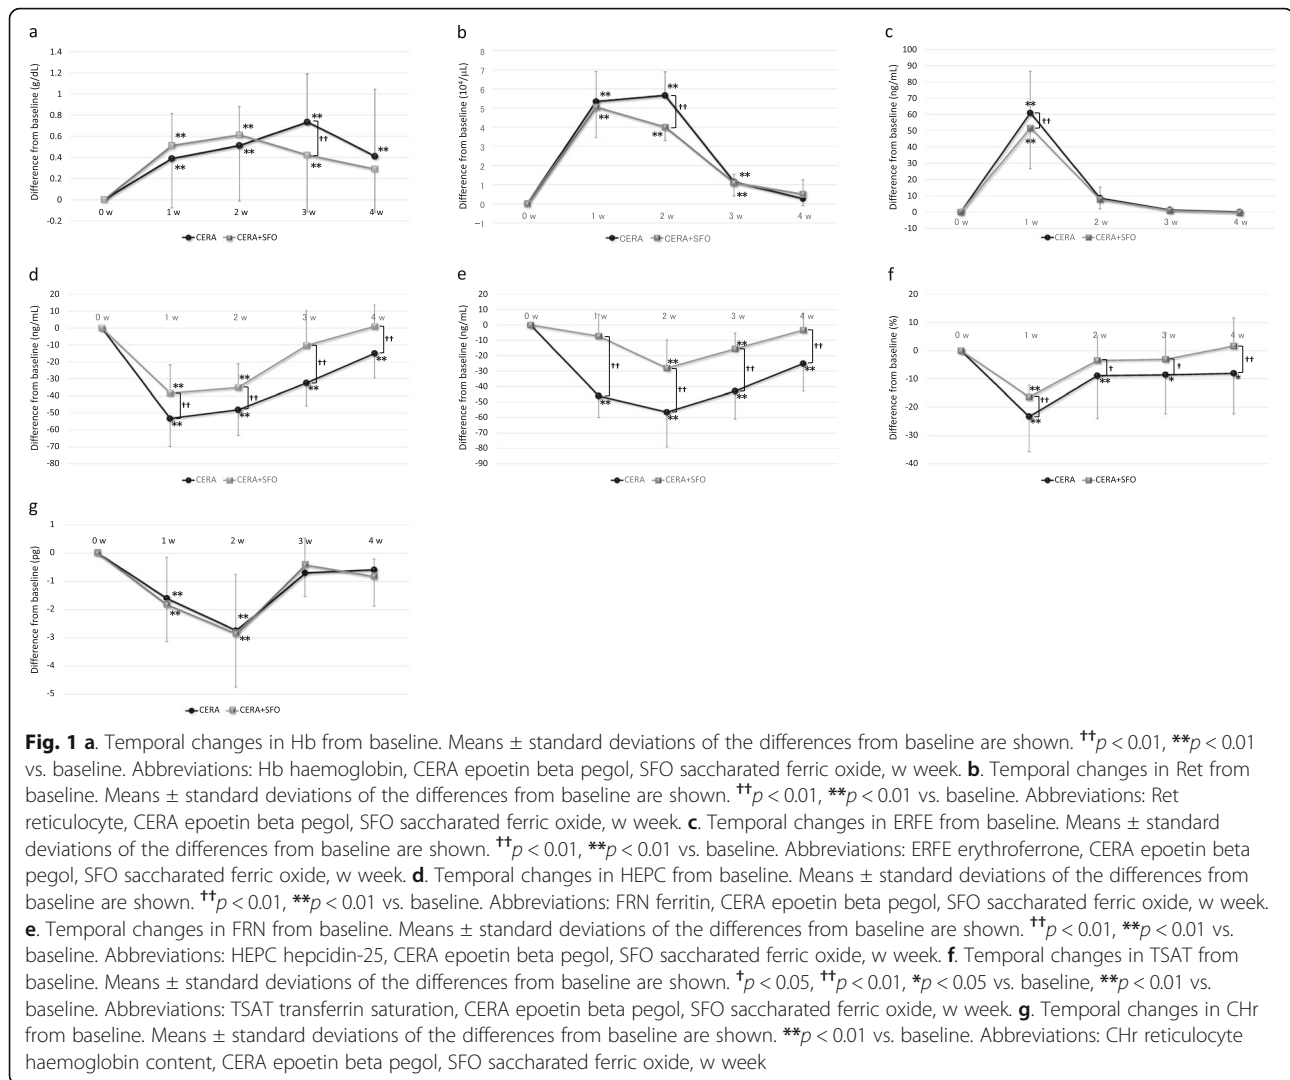 a
Difference from baseline (g/dL)
1.4
1.2
1
0.8
0.6
0.4
0.2
0
0.2
0 w
1 w
2 w
3 w
4 w
**
**
**
**
**
††
**
**
CERA
CERA+SFO
b
Difference from baseline (10⁴/μL)
8
7
6
5
4
3
2
1
0
−1
0 w
1 w
2 w
3 w
4 w
**
**
**
††
**
**
**
CERA
CERA+SFO
c
Difference from baseline (ng/mL)
100
90
80
70
60
50
40
30
20
10
0
-10
0 w
1 w
2 w
3 w
4 w
**
††
**
CERA
CERA+SFO
d
Difference from baseline (ng/mL)
20
10
0
-10
-20
-30
-40
-50
-60
-70
-80
0 w
1 w
2 w
3 w
4 w
**
††
**
**
††
**
††
**
††
**
CERA
CERA+SFO
e
Difference from baseline (ng/mL)
20
10
0
-10
-20
-30
-40
-50
-60
-70
-80
-90
0 w
1 w
2 w
3 w
4 w
††
**
**
††
**
**
††
**
††
**
CERA
CERA+SFO
f
Difference from baseline (%)
20
10
0
-10
-20
-30
-40
0 w
1 w
2 w
3 w
4 w
**
††
**
†
**
†
*
††
*
CERA
CERA+SFO
g
Difference from baseline (pg)
1
0
-1
-2
-3
-4
-5
0 w
1 w
2 w
3 w
4 w
**
**
**
**
CERA
CERA+SFO
Fig. 1 a. Temporal changes in Hb from baseline. Means ± standard deviations of the differences from baseline are shown. ††p < 0.01, **p < 0.01
vs. baseline. Abbreviations: Hb haemoglobin, CERA epoetin beta pegol, SFO saccharated ferric oxide, w week. b. Temporal changes in Ret from
baseline. Means ± standard deviations of the differences from baseline are shown. ††p < 0.01, **p < 0.01 vs. baseline. Abbreviations: Ret
reticulocyte, CERA epoetin beta pegol, SFO saccharated ferric oxide, w week. c. Temporal changes in ERFE from baseline. Means ± standard
deviations of the differences from baseline are shown. ††p < 0.01, **p < 0.01 vs. baseline. Abbreviations: ERFE erythroferrone, CERA epoetin beta
pegol, SFO saccharated ferric oxide, w week. d. Temporal changes in HEPC from baseline. Means ± standard deviations of the differences from
baseline are shown. ††p < 0.01, **p < 0.01 vs. baseline. Abbreviations: FRN ferritin, CERA epoetin beta pegol, SFO saccharated ferric oxide, w week.
e. Temporal changes in FRN from baseline. Means ± standard deviations of the differences from baseline are shown. ††p < 0.01, **p < 0.01 vs.
baseline. Abbreviations: HEPC hepcidin-25, CERA epoetin beta pegol, SFO saccharated ferric oxide, w week. f. Temporal changes in TSAT from
baseline. Means ± standard deviations of the differences from baseline are shown. †p < 0.05, ††p < 0.01, *p < 0.05 vs. baseline, **p < 0.01 vs.
baseline. Abbreviations: TSAT transferrin saturation, CERA epoetin beta pegol, SFO saccharated ferric oxide, w week. g. Temporal changes in CHr
from baseline. Means ± standard deviations of the differences from baseline are shown. **p < 0.01 vs. baseline. Abbreviations: CHr reticulocyte
haemoglobin content, CERA epoetin beta pegol, SFO saccharated ferric oxide, w week